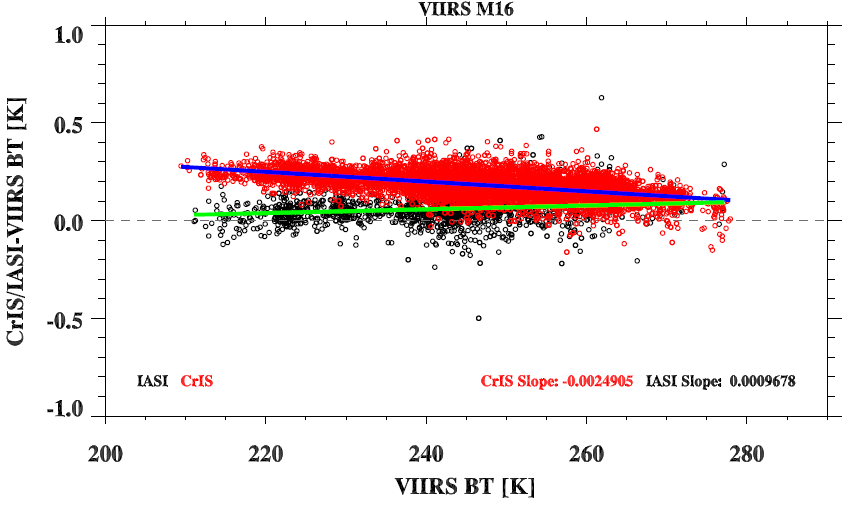 VIIRS M16
CrIS/IASI-VIIRS BT [K]
1.0
0.5
0.0
-0.5
-1.0
IASI CrIS
CrIS Slope: -0.0024905 IASI Slope: 0.0009678
200 220 240 260 280
VIIRS BT [K]